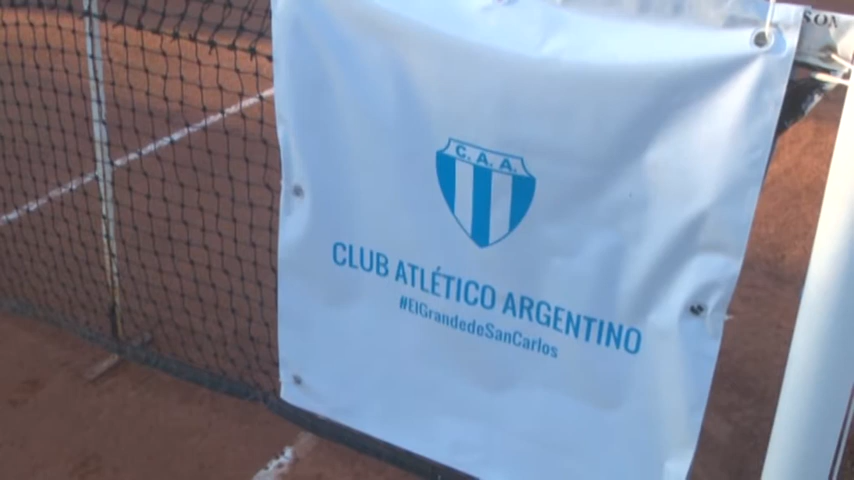 C. A. A.
CLUB ATLÉTICO ARGENTINO
#ElGrandedeSanCarlos